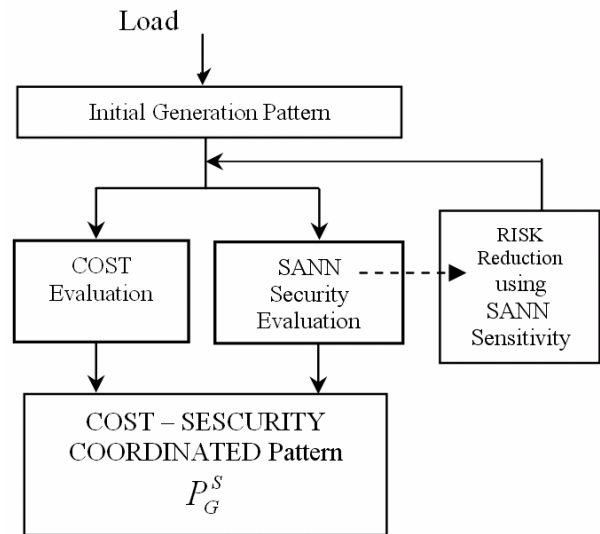 Load
Initial Generation Pattern
COST
Evaluation
SANN
Security
Evaluation
RISK
Reduction
using
SANN
Sensitivity
COST – SESCURITY
COORDINATED Pattern
P_G^S